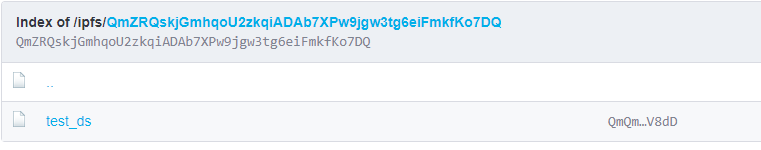 Index of /ipfs/QmZRQskjGmhqoU2zkqiADAb7XPw9jgw3tg6eiFmkfKo7DQ
QmZRQskjGmhqoU2zkqiADAb7XPw9jgw3tg6eiFmkfKo7DQ
..
test_ds QmQm…V8dD